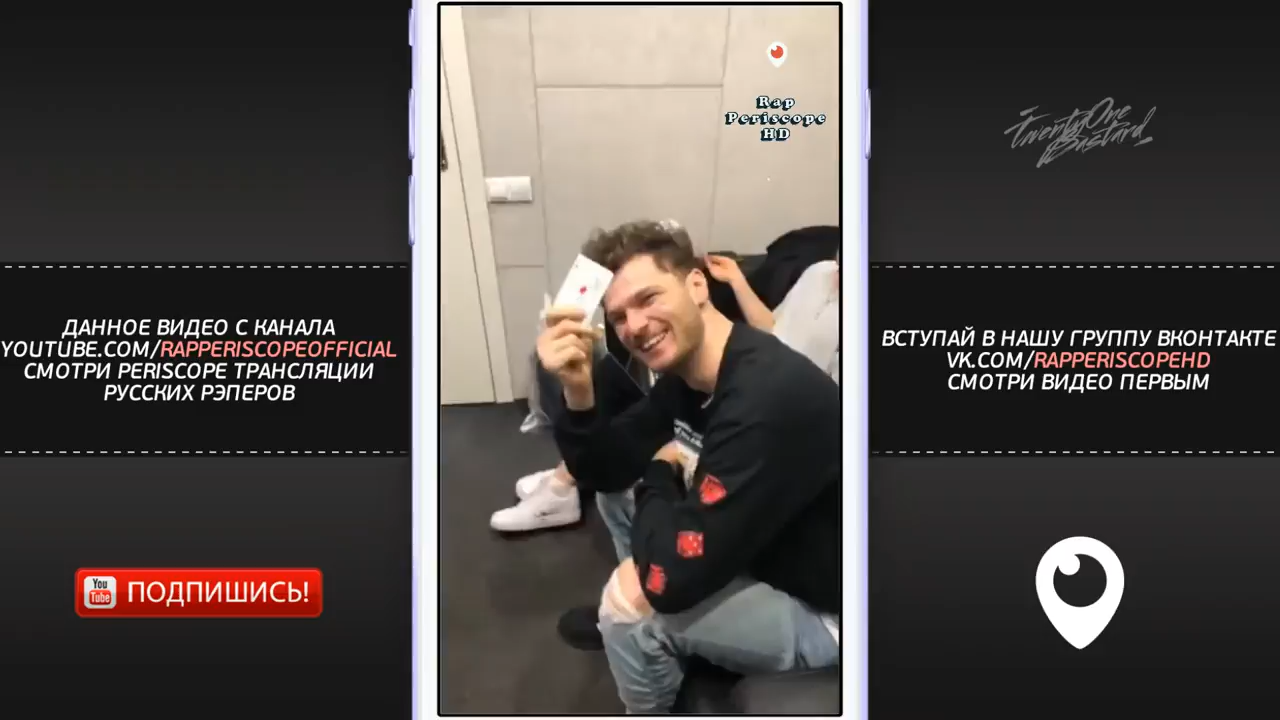 Rap
Periscope
HD
TwentyOne
Bastard
ДАННОЕ ВИДЕО С КАНАЛА
YOUTUBE.COM/RAPPERISCOPEOFFICIAL
СМОТРИ PERISCOPE ТРАНСЛЯЦИИ
РУССКИХ РЭПЕРОВ
ВСТУПАЙ В НАШУ ГРУППУ ВКОНТАКТЕ
VK.COM/RAPPERISCOPEHD
СМОТРИ ВИДЕО ПЕРВЫМ
You
Tube
ПОДПИШИСЬ!